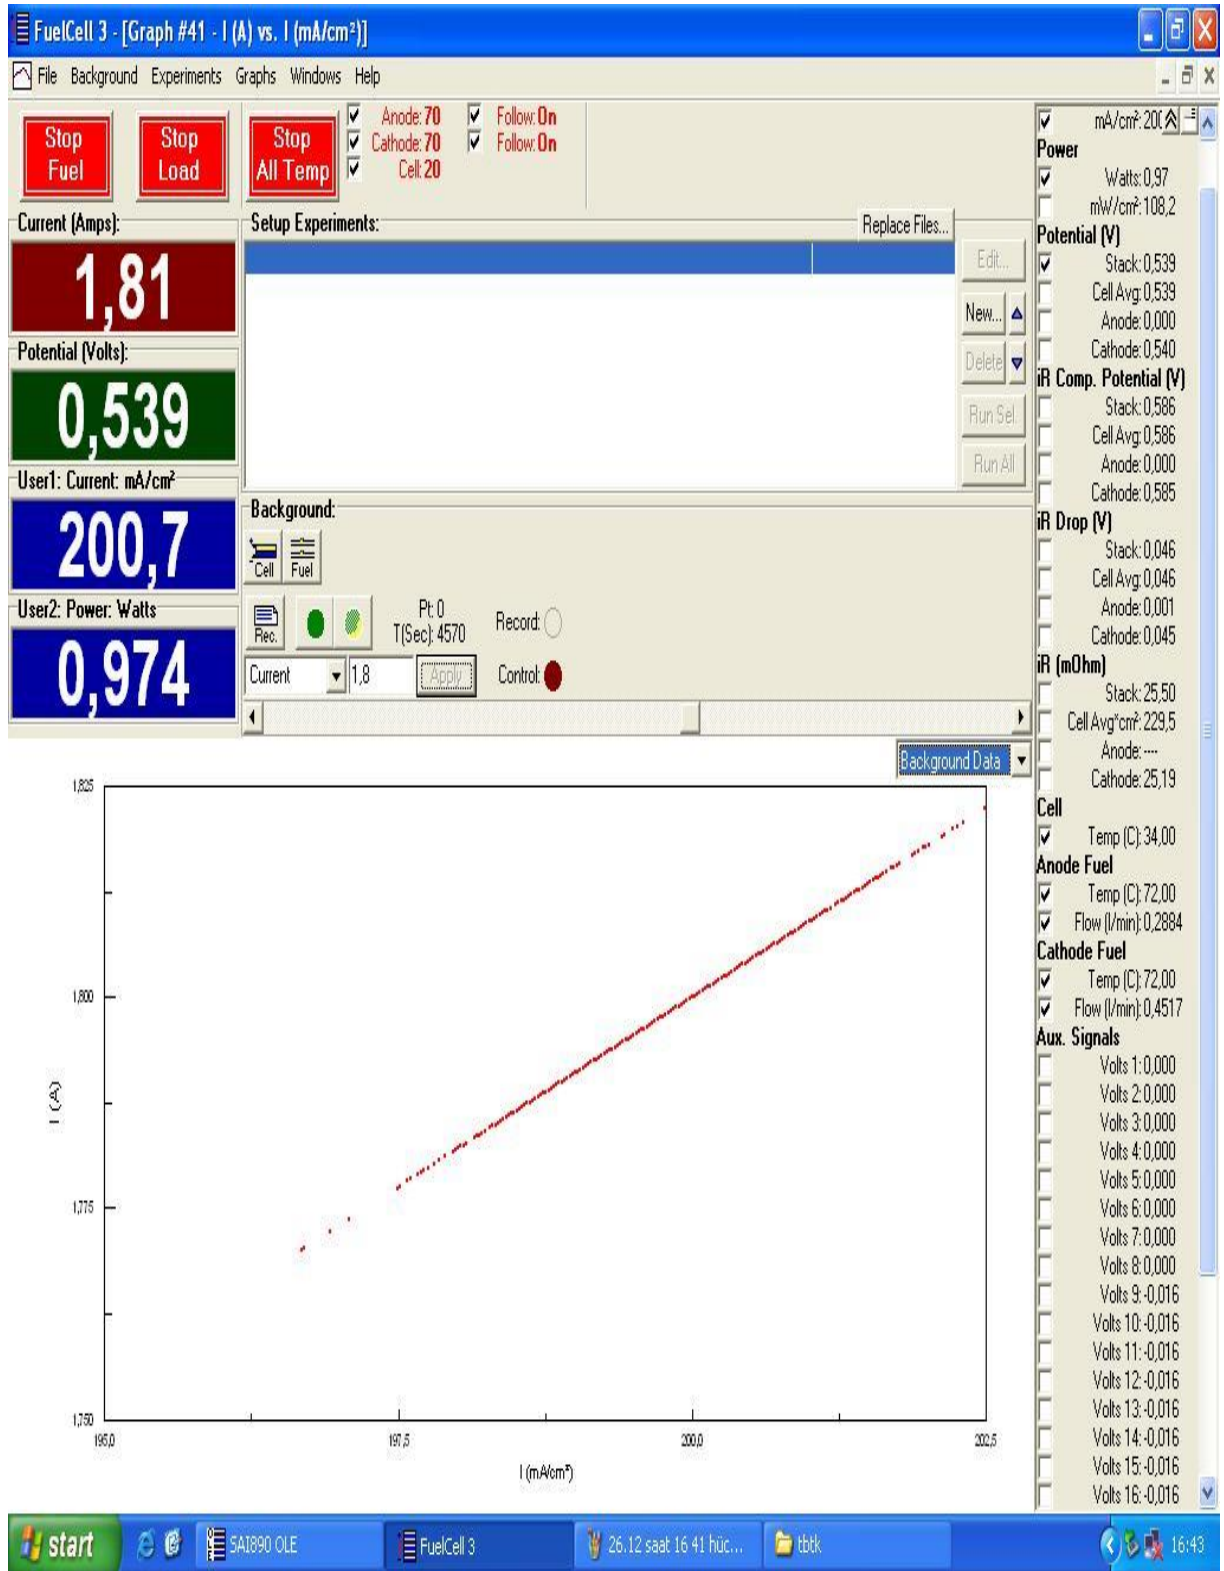 FuelCell 3 - [Graph #41 - I (A) vs. I (mA/cm²)]
File Background Experiments Graphs Windows Help
Stop Fuel
Stop Load
Stop All Temp
Anode: 70 Follow: On
Cathode: 70 Follow: On
Cell: 20
Current (Amps):
1,81
Potential (Volts):
0,539
User1: Current: mA/cm²
200,7
User2: Power: Watts
0,974
Setup Experiments:
Replace Files...
Edit...
New...
Delete
Run Sel.
Run All
Background:
Cell Fuel
Rec.
Pt: 0
T(Sec): 4570
Record:
Current 1,8 Apply Control:
Background Data
1,825
1,800
1,775
1,750
I (A)
195,0 197,5 200,0 202,5
I (mA/cm²)
mA/cm²: 200
Power
Watts: 0,97
mW/cm²: 108,2
Potential (V)
Stack: 0,539
Cell Avg: 0,539
Anode: 0,000
Cathode: 0,540
iR Comp. Potential (V)
Stack: 0,586
Cell Avg: 0,586
Anode: 0,000
Cathode: 0,585
iR Drop (V)
Stack: 0,046
Cell Avg: 0,046
Anode: 0,001
Cathode: 0,045
iR (mOhm)
Stack: 25,50
Cell Avg*cm²: 229,5
Anode: ----
Cathode: 25,19
Cell
Temp (C): 34,00
Anode Fuel
Temp (C): 72,00
Flow (l/min): 0,2884
Cathode Fuel
Temp (C): 72,00
Flow (l/min): 0,4517
Aux. Signals
Volts 1: 0,000
Volts 2: 0,000
Volts 3: 0,000
Volts 4: 0,000
Volts 5: 0,000
Volts 6: 0,000
Volts 7: 0,000
Volts 8: 0,000
Volts 9: -0,016
Volts 10: -0,016
Volts 11: -0,016
Volts 12: -0,016
Volts 13: -0,016
Volts 14: -0,016
Volts 15: -0,016
Volts 16: -0,016
start
OLE
SAI890 OLE
FuelCell 3
26.12 saat 16 41 hüc...
tbtk
16:43